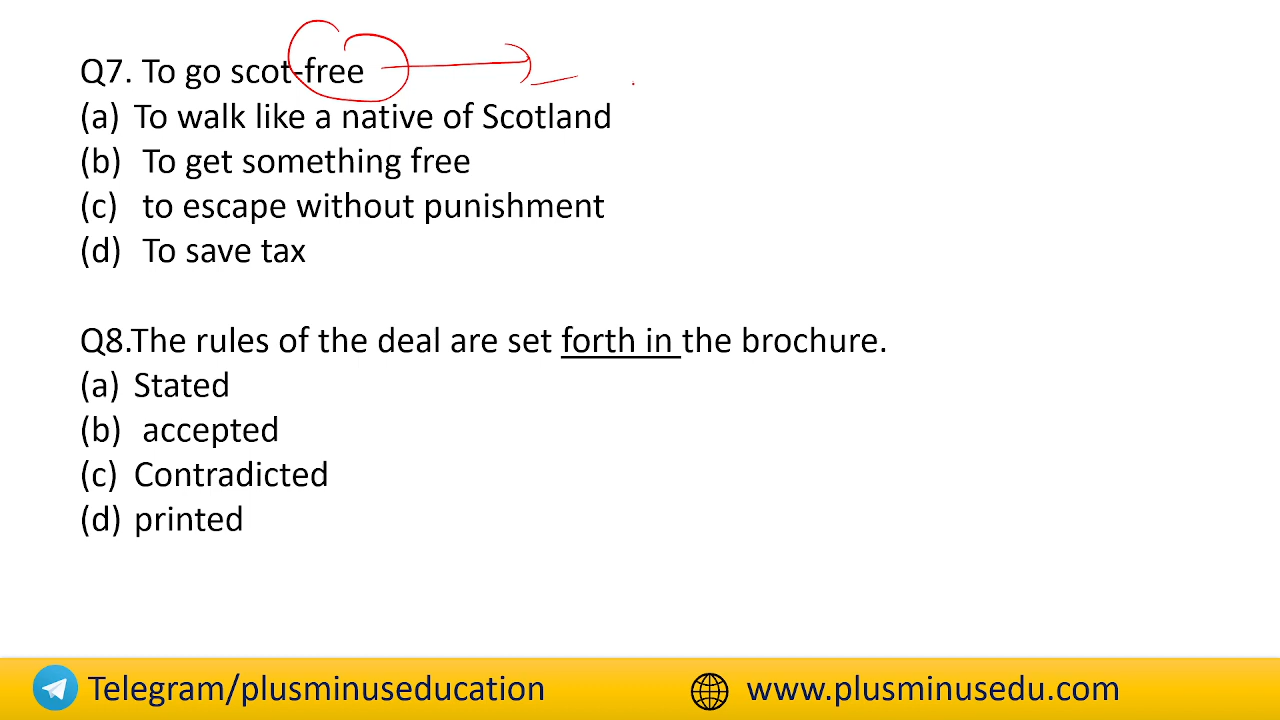 Q7. To go scot-free
(a) To walk like a native of Scotland
(b) To get something free
(c) to escape without punishment
(d) To save tax
Q8.The rules of the deal are set forth in the brochure.
(a) Stated
(b) accepted
(c) Contradicted
(d) printed
Telegram/plusminuseducation
www.plusminusedu.com